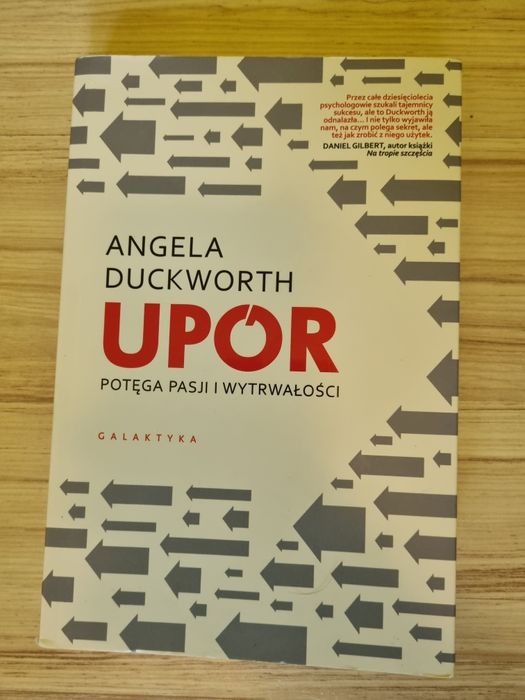 Przez całe dziesięciolecia
psychologowie szukali tajemnicy
sukcesu, ale to Duckworth ją
odnalazła... I nie tylko wyjawiła
nam, na czym polega sekret, ale
też jak zrobić z niego użytek.
DANIEL GILBERT, autor książki
Na tropie szczęścia
ANGELA
DUCKWORTH
UPÓR
POTĘGA PASJI I WYTRWAŁOŚCI
GALAKTYKA